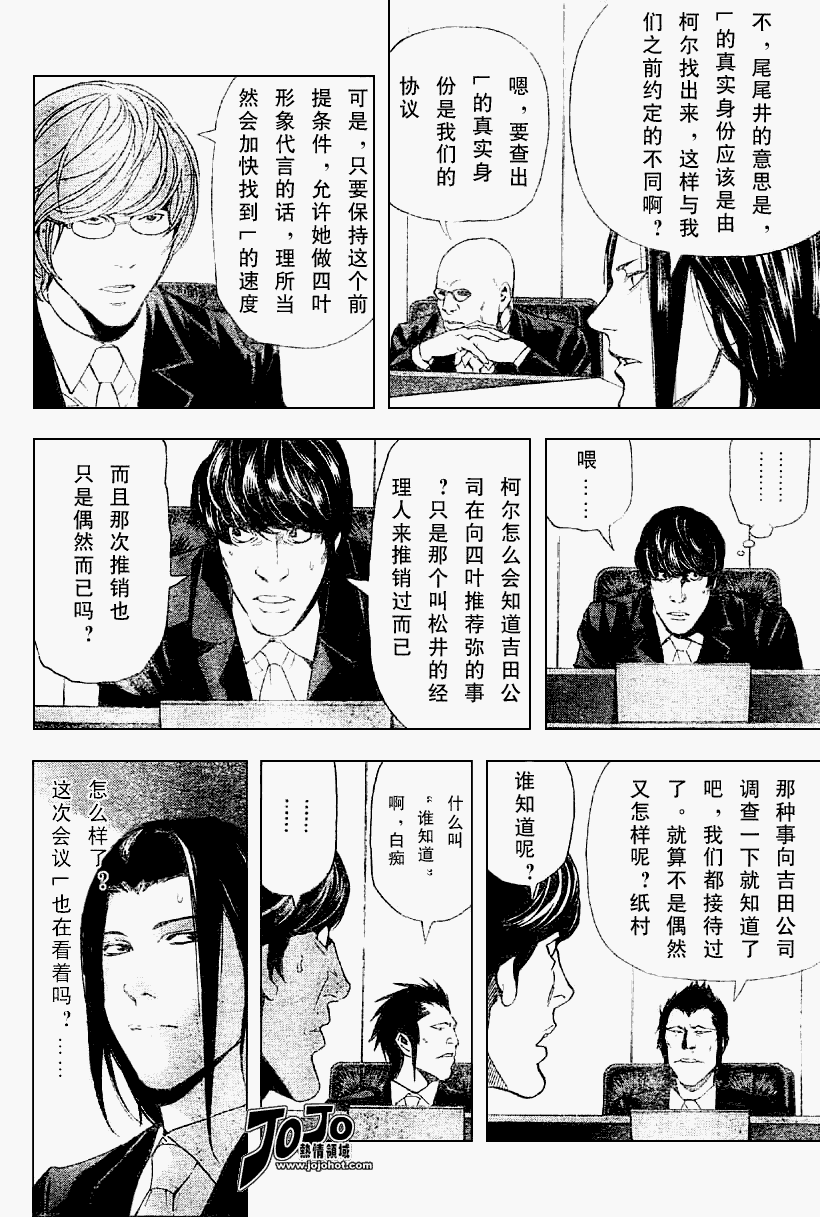 不，尾尾井的意思是，
「的真实身份应该是由
柯尔找出来，这样与我
们之前约定的不同啊？
嗯，要查出
「的真实身
份是我们的
协议
可是，只要保持这个前
提条件，允许她做四叶
形象代言的话，理所当
然会加快找到「的速度
……
喂
……
柯尔怎么会知道吉田公
司在向四叶推荐弥的事
？只是那个叫松井的经
理人来推销过而已
而且那次推销也
只是偶然而已吗？
那种事向吉田公司
调查一下就知道了
吧，我们都接待过
了。就算不是偶然
又怎样呢？纸村
谁知道呢？
什么叫
“谁知道”
啊，白痴
……
怎么样了？
这次会议「也在看着吗？……
JOJO
熱情領域
www.jojohot.com